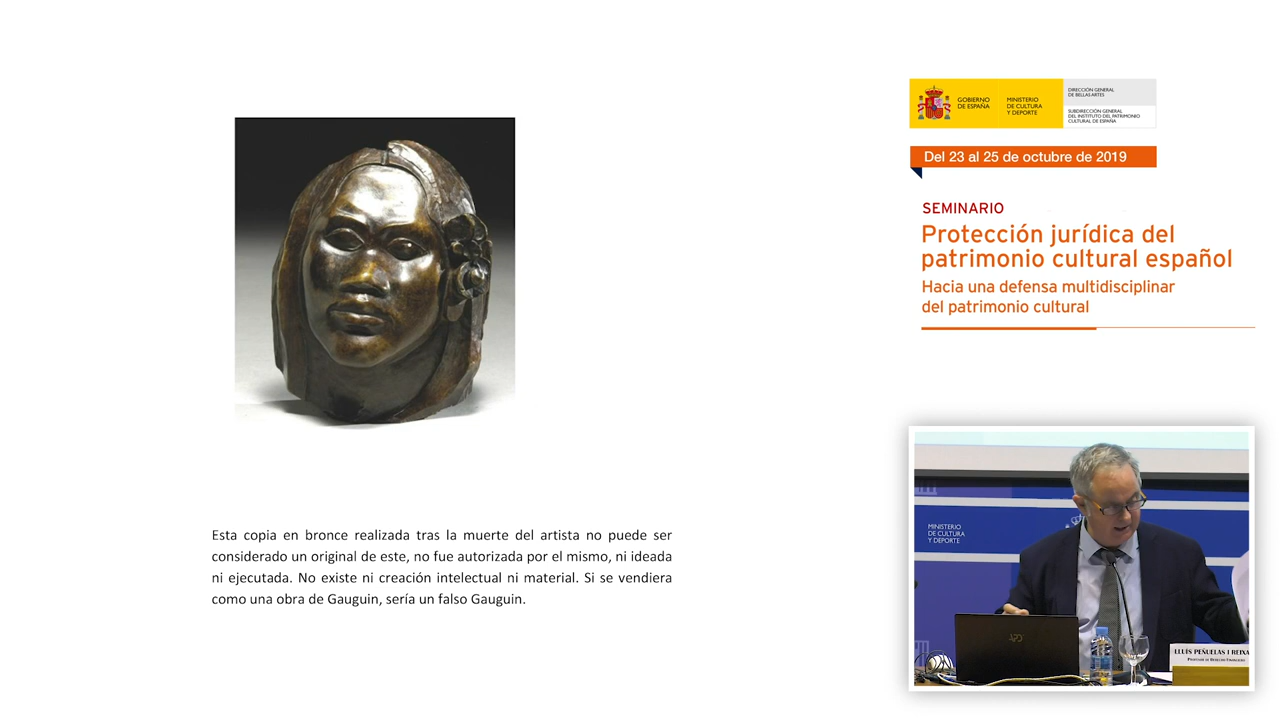 GOBIERNO
DE ESPAÑA
MINISTERIO
DE CULTURA
Y DEPORTE
DIRECCIÓN GENERAL
DE BELLAS ARTES
SUBDIRECCIÓN GENERAL
DEL INSTITUTO DEL PATRIMONIO
CULTURAL DE ESPAÑA
Del 23 al 25 de octubre de 2019
SEMINARIO
Protección jurídica del
patrimonio cultural español
Hacia una defensa multidisciplinar
del patrimonio cultural
Esta copia en bronce realizada tras la muerte del artista no puede ser
considerado un original de este, no fue autorizada por el mismo, ni ideada
ni ejecutada. No existe ni creación intelectual ni material. Si se vendiera
como una obra de Gauguin, sería un falso Gauguin.
MINISTERIO
DE CULTURA
Y DEPORTE
LLUÍS PEÑUELAS I REIXA
PROFESOR DE DERECHO FINANCIERO